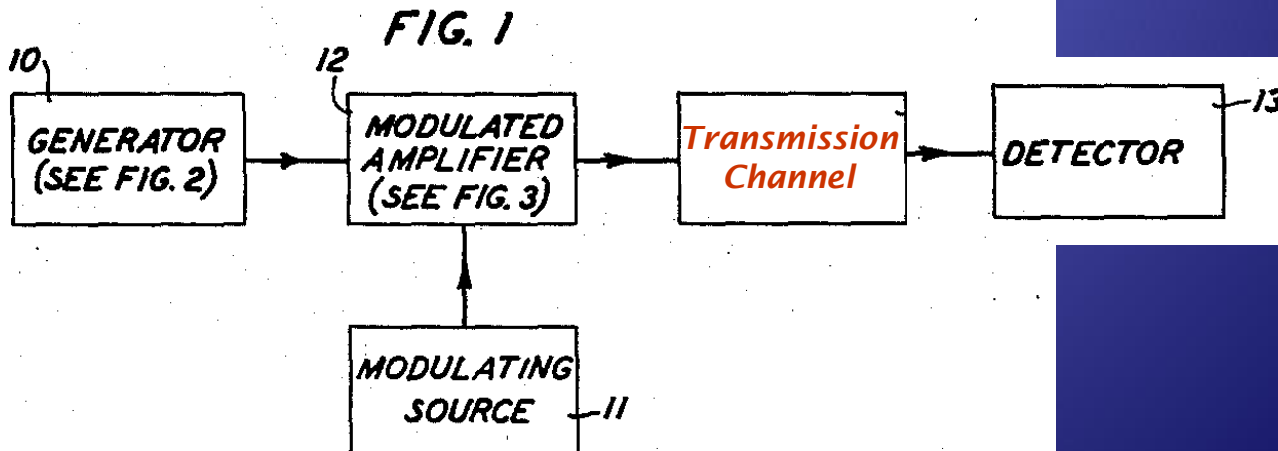 FIG. 1
10
GENERATOR
(SEE FIG. 2)
12
MODULATED
AMPLIFIER
(SEE FIG. 3)
Transmission
Channel
DETECTOR
13
MODULATING
SOURCE
11